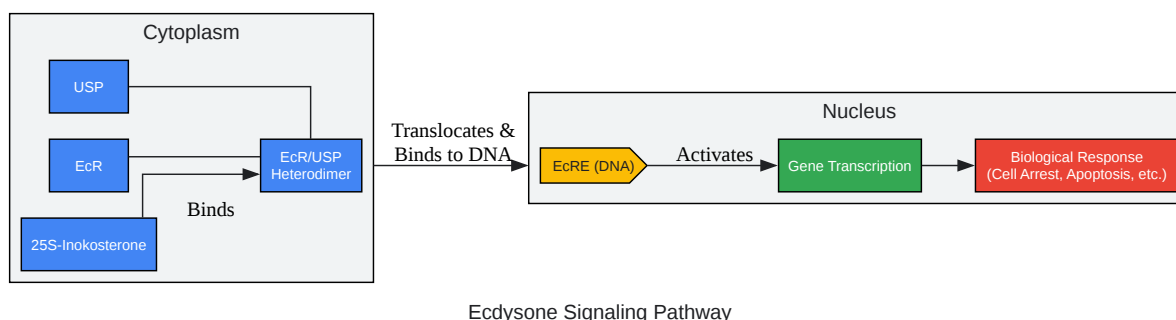 Cytoplasm
USP
EcR
25S-Inokosterone
Binds
EcR/USP
Heterodimer
Translocates &
Binds to DNA
Nucleus
EcRE (DNA)
Activates
Gene Transcription
Biological Response
(Cell Arrest, Apoptosis, etc.)
Ecdysone Signaling Pathway